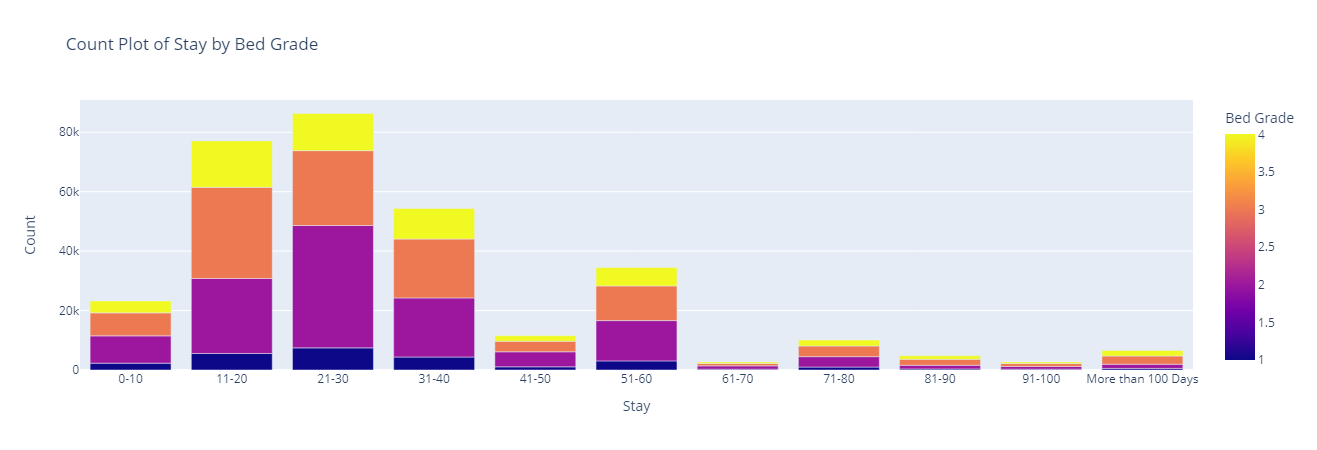 Count Plot of Stay by Bed Grade
Bed Grade
4
3.5
3
2.5
2
1.5
1
Count
80k
60k
40k
20k
0
0-10 11-20 21-30 31-40 41-50 51-60 61-70 71-80 81-90 91-100 More than 100 Days
Stay